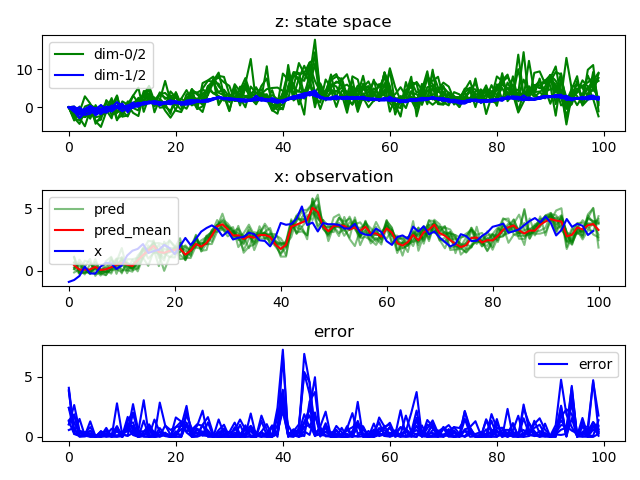 z: state space
dim-0/2
dim-1/2
10
0
0 20 40 60 80 100
x: observation
pred
pred_mean
x
5
0
0 20 40 60 80 100
error
error
5
0
0 20 40 60 80 100